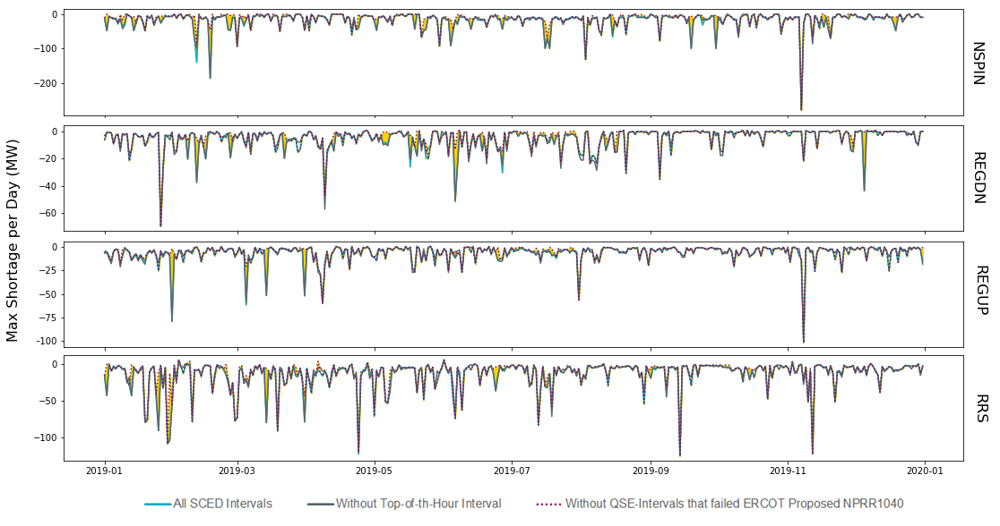 0
−100
−200
NSPIN
0
−20
−40
−60
REGDN
Max Shortage per Day (MW)
0
−25
−50
−75
−100
REGUP
0
−50
−100
RRS
2019-01 2019-03 2019-05 2019-07 2019-09 2019-11 2020-01
All SCED Intervals Without Top-of-th-Hour Interval Without QSE-Intervals that failed ERCOT Proposed NPRR1040